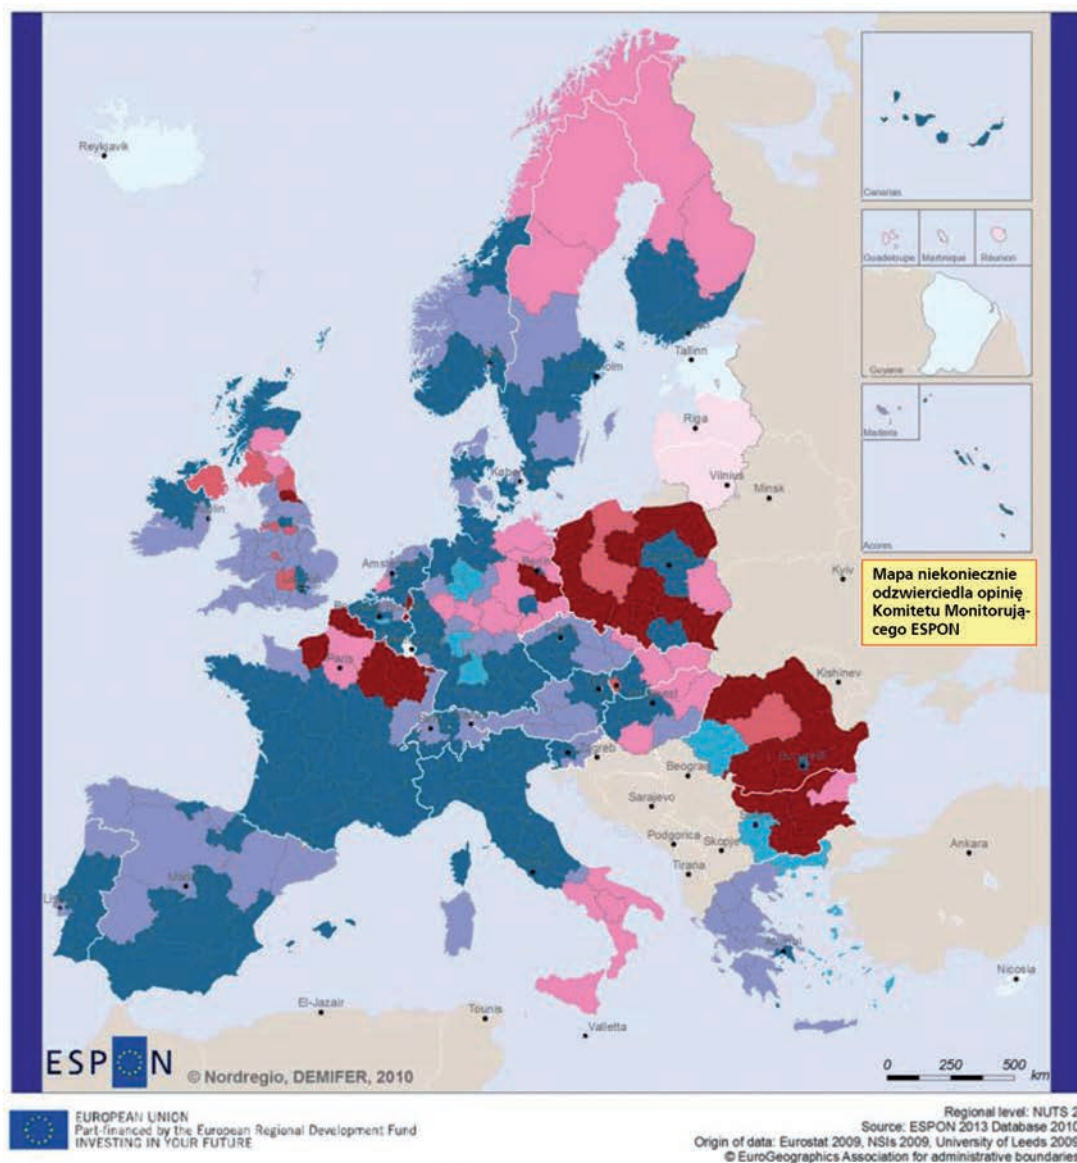 Reykjavik
Canarias
Guadeloupe
Martinique
Réunion
Guyane
Madeira
Acores
Tallinn
Riga
Vilnius
Minsk
Kyiv
Mapa niekoniecznie
odzwierciedla opinię
Komitetu Monitorują-
cego ESPON
Paris
Kishinev
Zagreb
Beograd
Sarajevo
Podgorica
Skopje
Tirana
Ankara
Nicosia
El-Jazair
Tounis
Valletta
ESPON
© Nordregio, DEMIFER, 2010
0 250 500
km
EUROPEAN UNION
Part-financed by the European Regional Development Fund
INVESTING IN YOUR FUTURE
Regional level: NUTS 2
Source: ESPON 2013 Database 2010
Origin of data: Eurostat 2009, NSIs 2009, University of Leeds 2009
© EuroGeographics Association for administrative boundaries